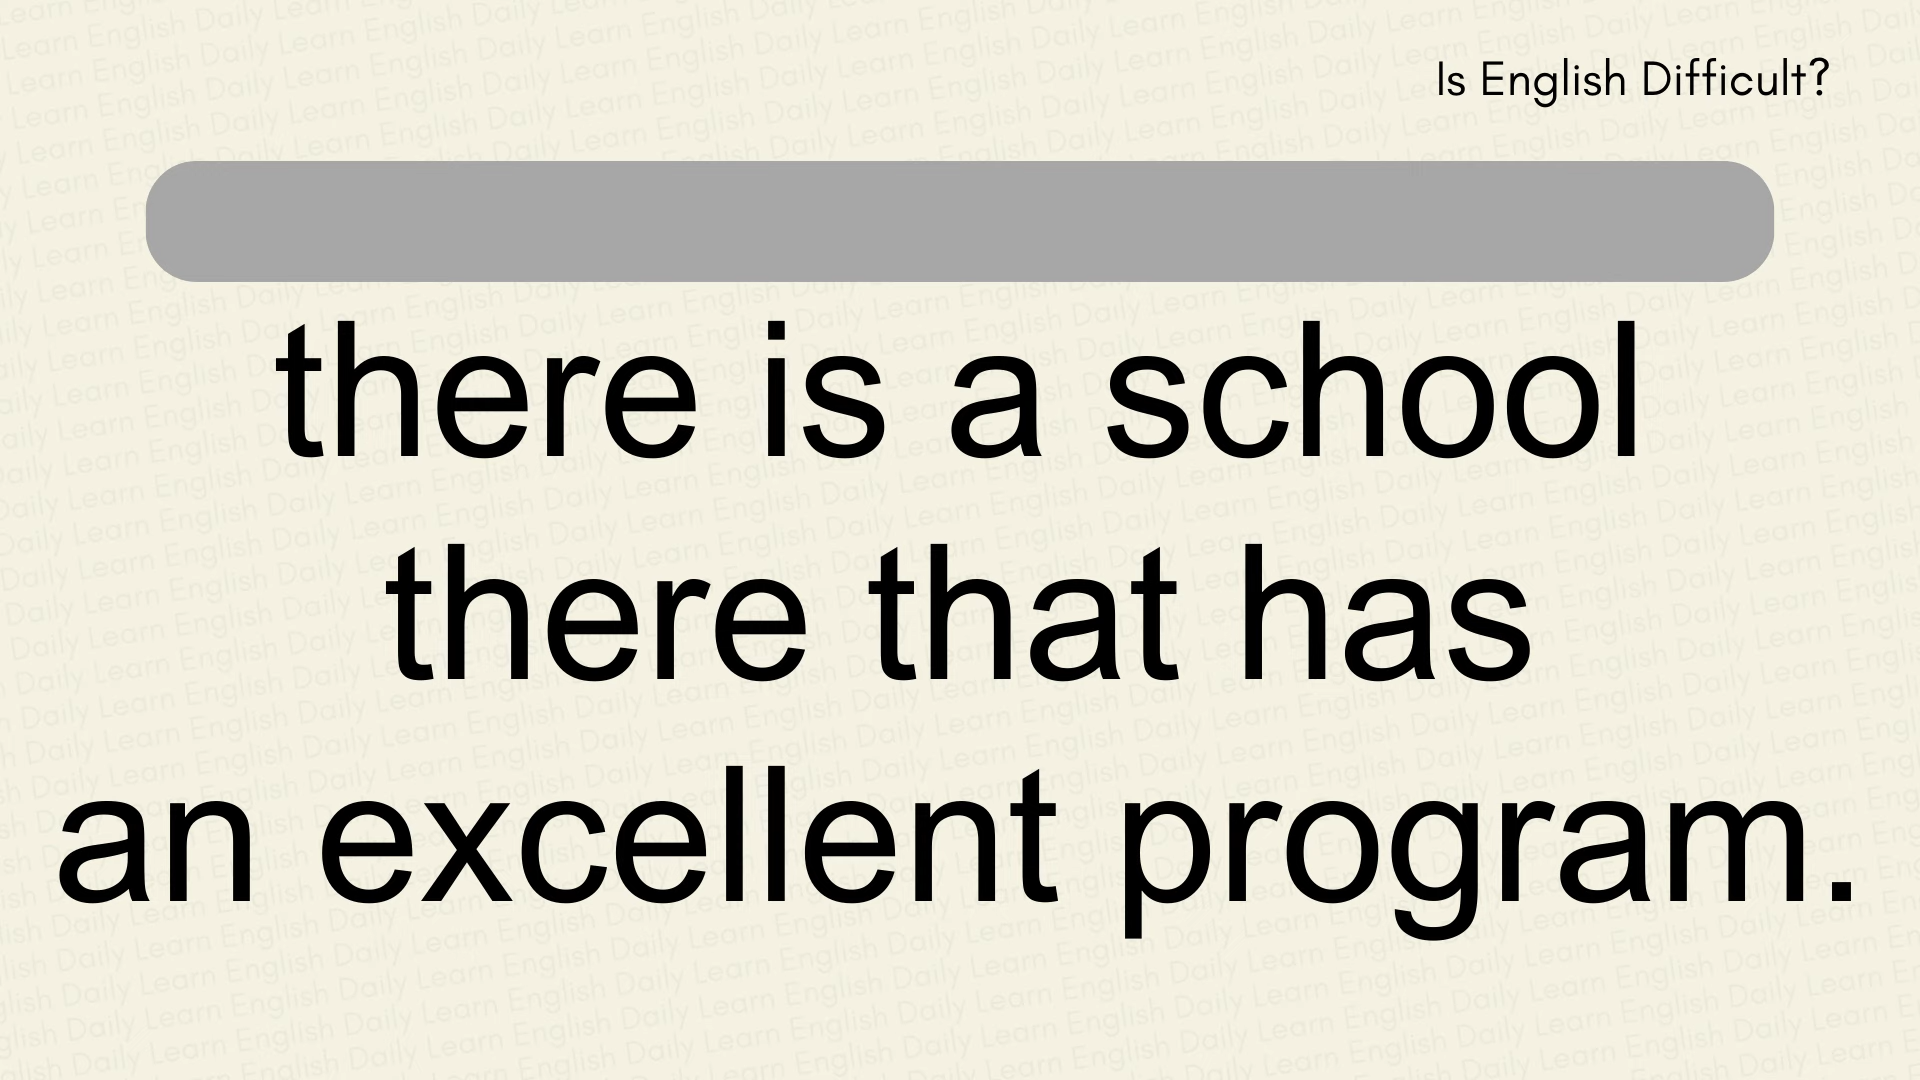 Is English Difficult?
there is a school
there that has
an excellent program.